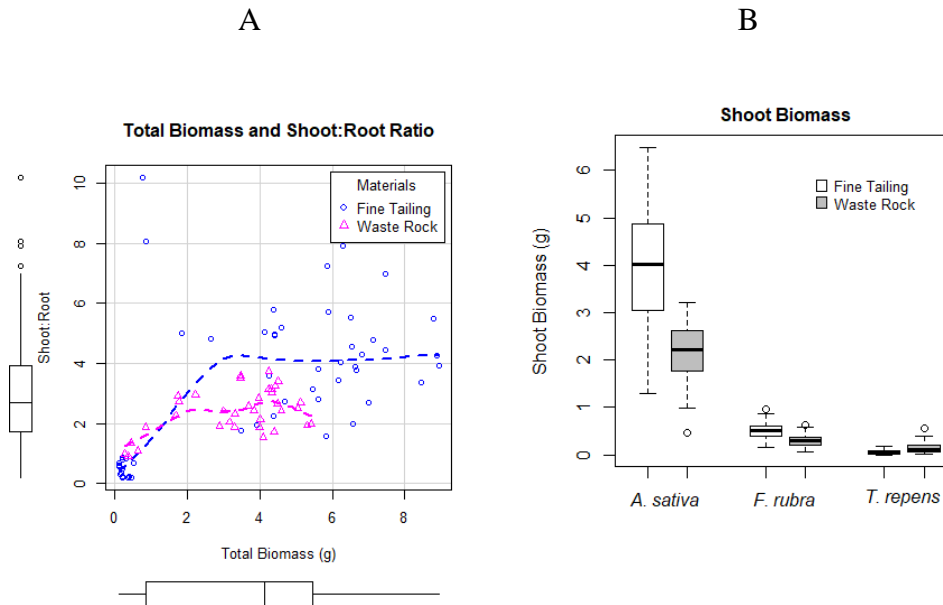 A
B
Total Biomass and Shoot:Root Ratio
Materials
Fine Tailing
Waste Rock
Shoot:Root
0
2
4
6
8
10
0 2 4 6 8
Total Biomass (g)
Shoot Biomass
Fine Tailing
Waste Rock
Shoot Biomass (g)
6
5
4
3
2
1
0
A. sativa F. rubra T. repens